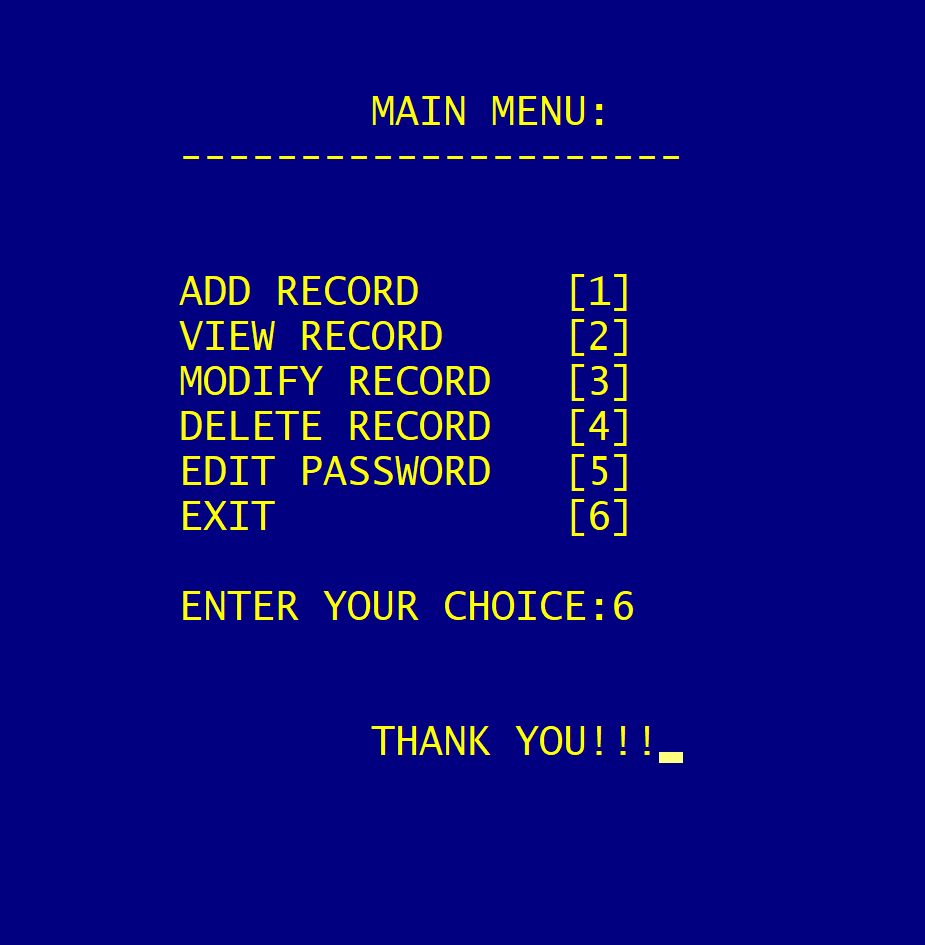 MAIN MENU:
---------------------
ADD RECORD      [1]
VIEW RECORD     [2]
MODIFY RECORD   [3]
DELETE RECORD   [4]
EDIT PASSWORD   [5]
EXIT            [6]
ENTER YOUR CHOICE:6
THANK YOU!!!